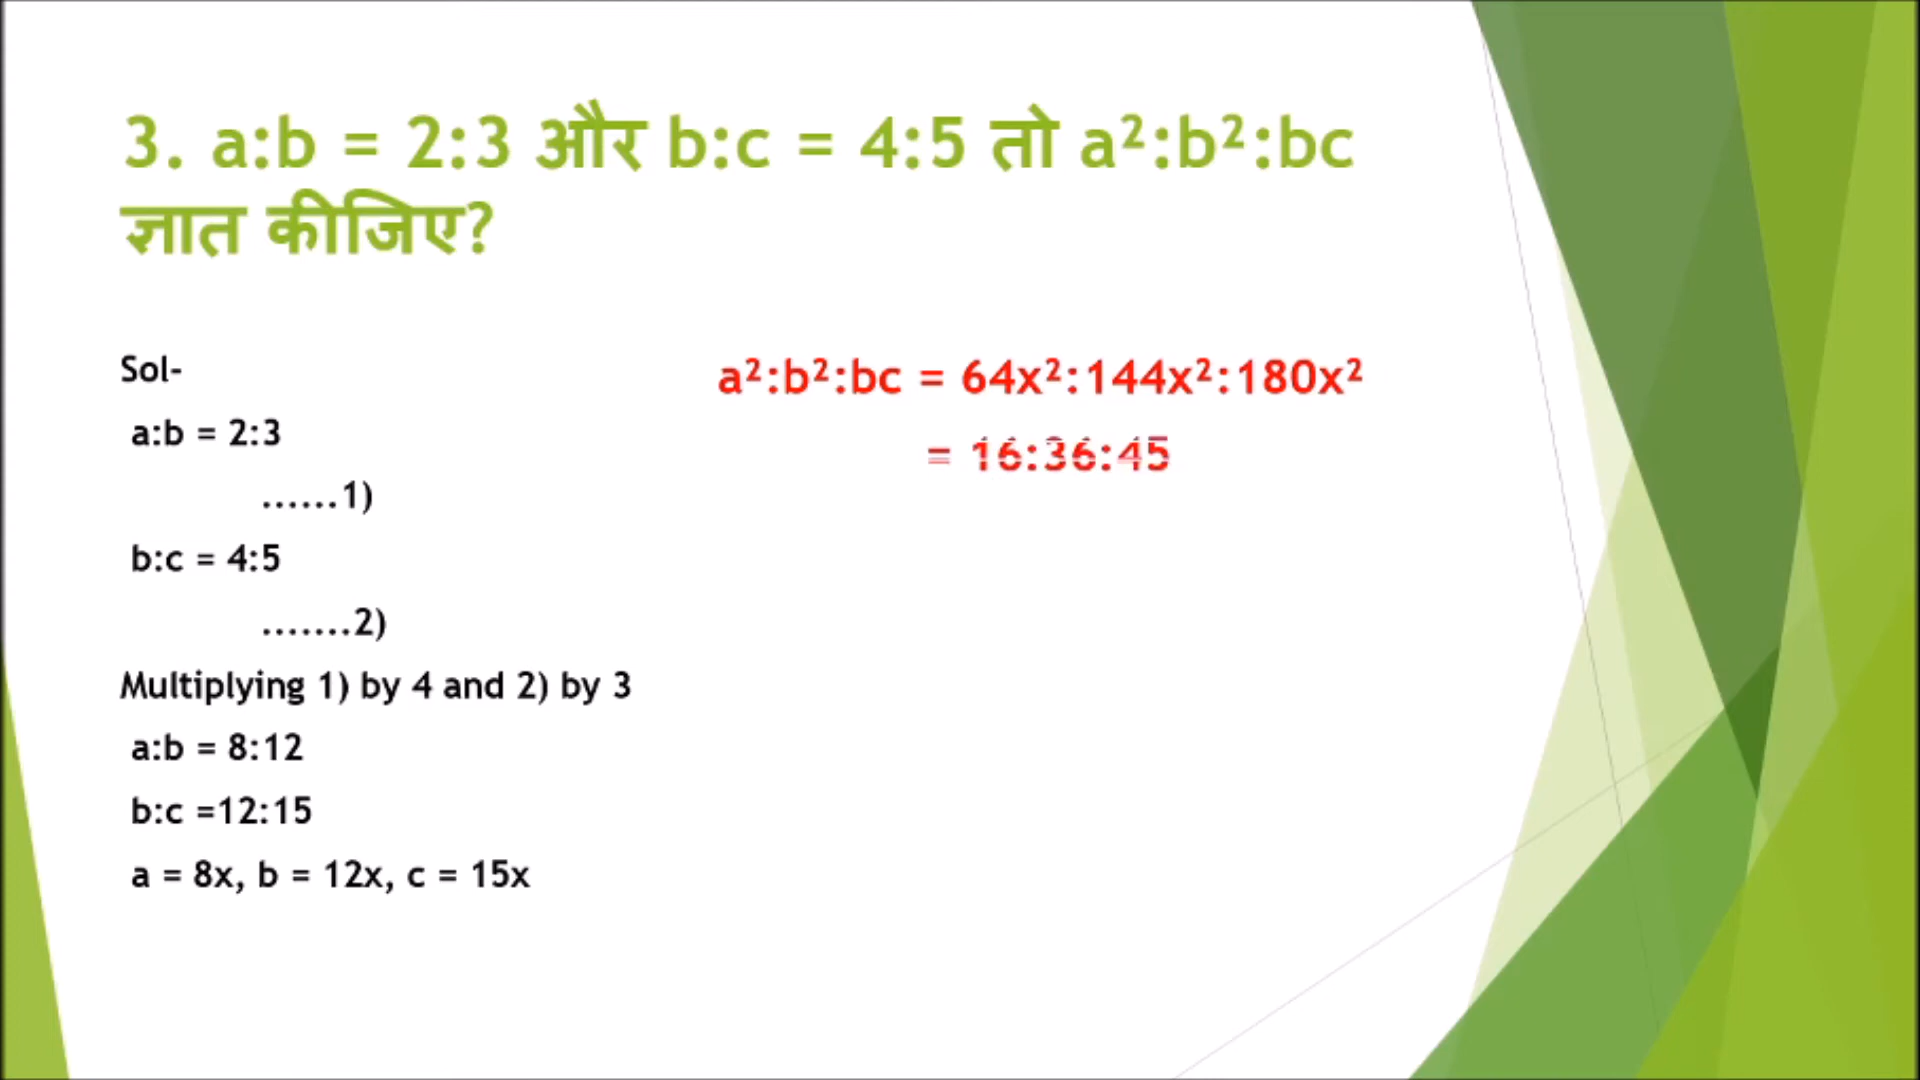 3. a:b = 2:3 और b:c = 4:5 तो a²:b²:bc
ज्ञात कीजिए?
Sol-
a:b = 2:3
......1)
b:c = 4:5
.......2)
Multiplying 1) by 4 and 2) by 3
a:b = 8:12
b:c =12:15
a = 8x, b = 12x, c = 15x
a²:b²:bc = 64x²:144x²:180x²
= 16:36:45